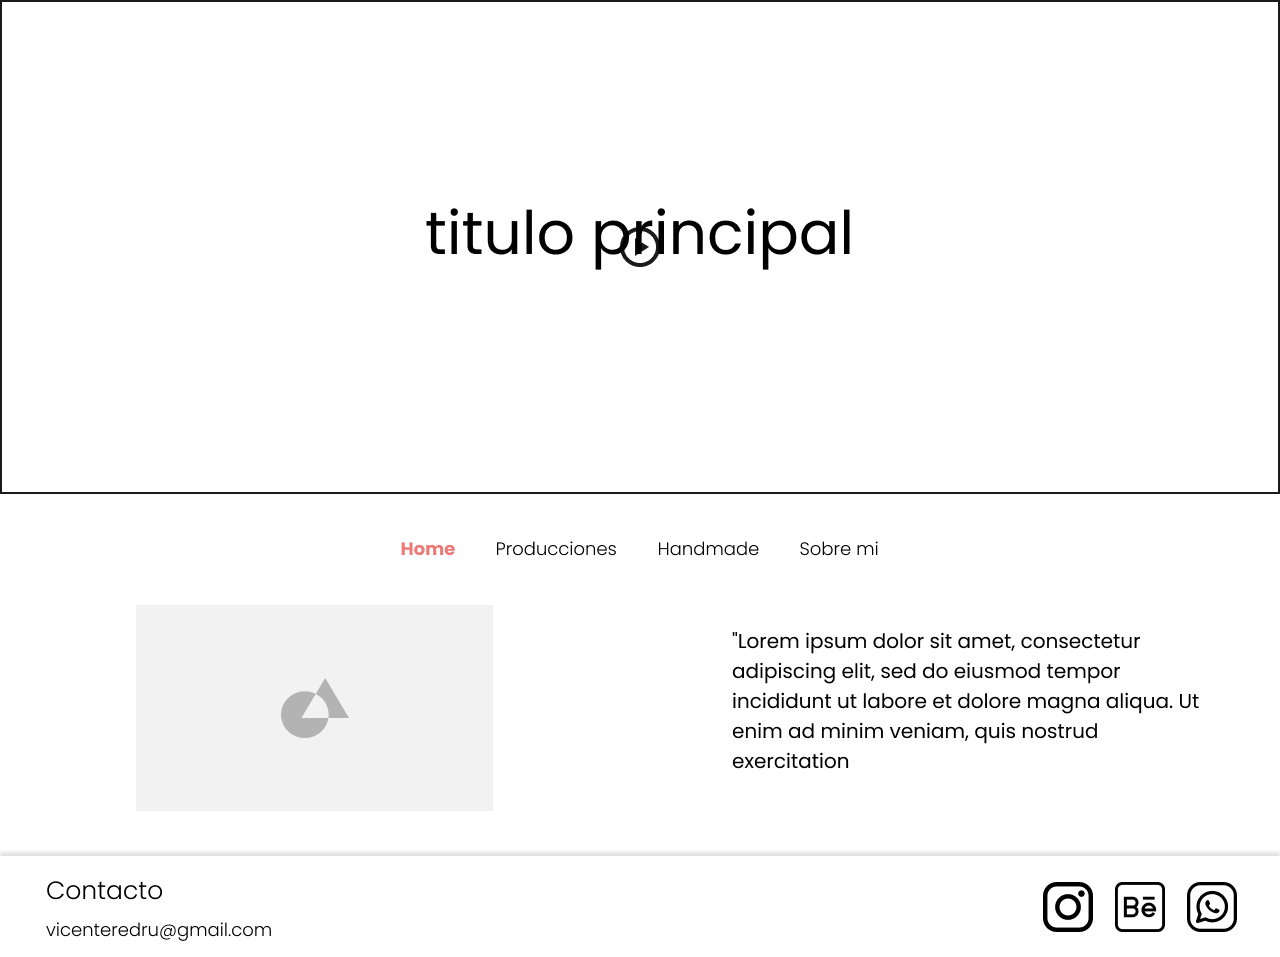 titulo principal
Home Producciones Handmade Sobre mi
"Lorem ipsum dolor sit amet, consectetur
adipiscing elit, sed do eiusmod tempor
incididunt ut labore et dolore magna aliqua. Ut
enim ad minim veniam, quis nostrud
exercitation
Contacto
vicenteredru@gmail.com
Bē